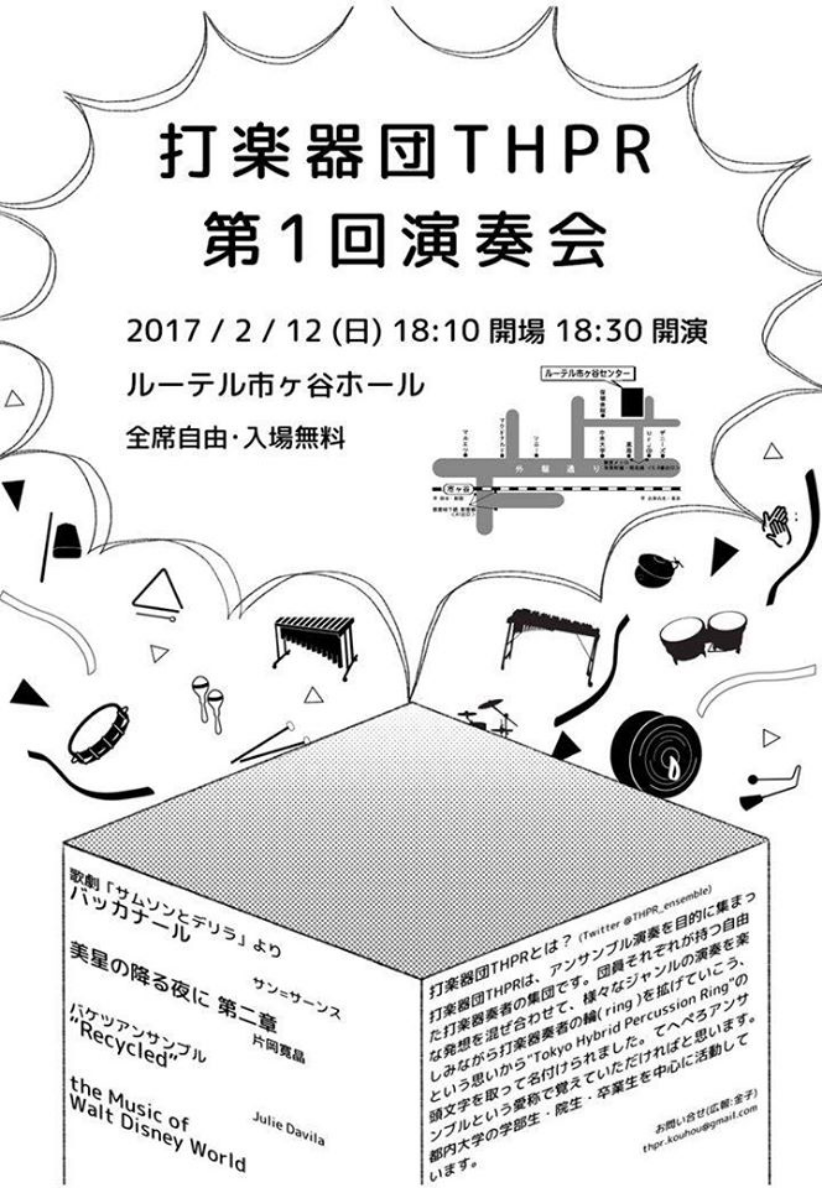 打楽器団THPR
第1回演奏会
2017 / 2 / 12 (日) 18:10 開場 18:30 開演
ルーテル市ヶ谷ホール
全席自由・入場無料
ルーテル市ヶ谷センター
マクドナルド
中央大学
外堀通り
市ヶ谷
歌劇「サムソンとデリラ」より
バッカナール
サン=サーンス
美星の降る夜に 第二章
片岡寛晶
バケツアンサンブル
“Recycled”
the Music of
Walt Disney World
Julie Davila
打楽器団THPRとは？ (Twitter @THPR_ensemble)
打楽器団THPRは、アンサンブル演奏を目的に集まっ
た打楽器奏者の集団です。団員それぞれが持つ自由
な発想を混ぜ合わせて、様々なジャンルの演奏を楽
しみながら打楽器奏者の輪( ring )を拡げていこう、
という思いから"Tokyo Hybrid Percussion Ring"の
頭文字を取って名付けられました。てへぺろアンサ
ンブルという愛称で覚えていただければと思います。
都内大学の学部生・院生・卒業生を中心に活動して
います。
お問い合せ(広報:金子)
thpr.kouhou@gmail.com